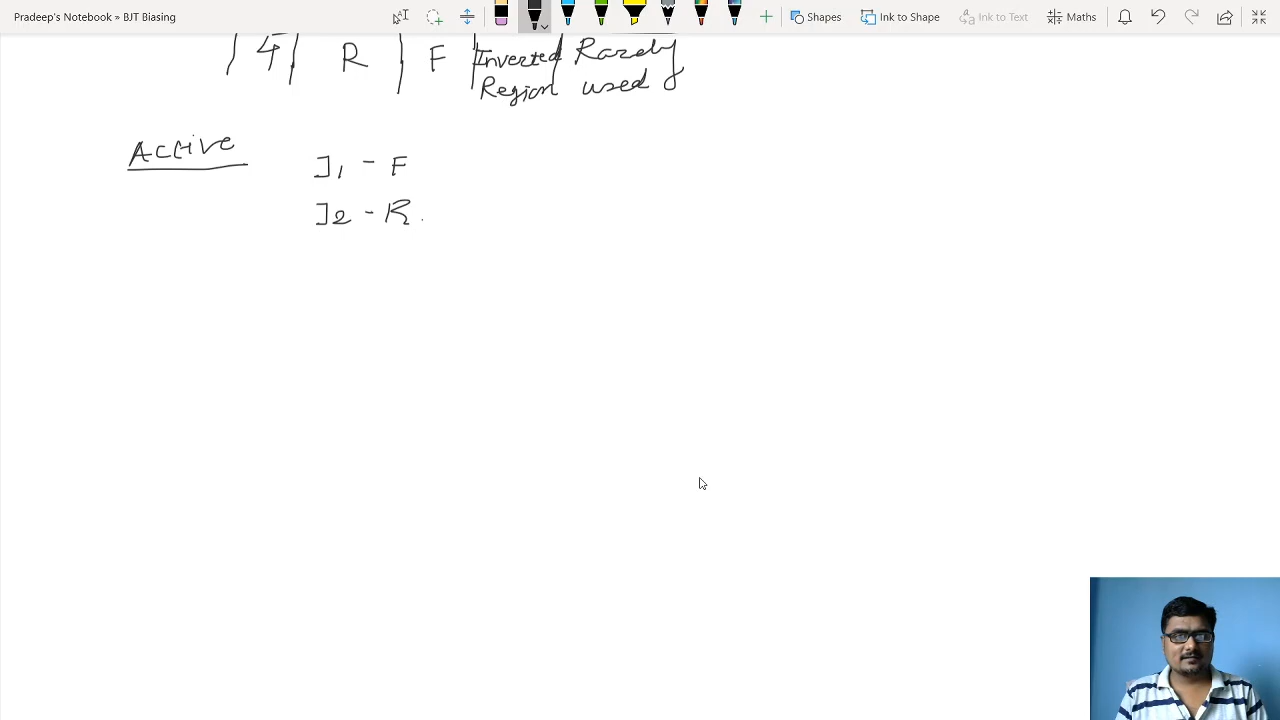 Pradeep's Notebook » BJT Biasing
Shapes
Ink to Shape
Ink to Text
Maths
4 R F Inverted Rarely
Region used
Active
J1 - F
J2 - R.